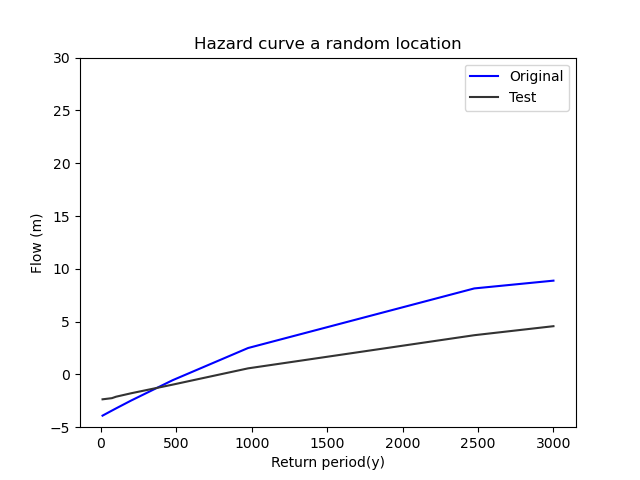 Hazard curve a random location
Original
Test
30
25
20
15
10
5
0
−5
Flow (m)
0 500 1000 1500 2000 2500 3000
Return period(y)